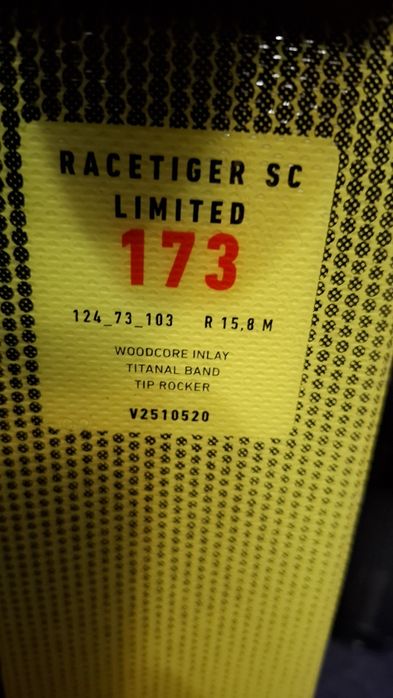 RACETIGER SC
LIMITED
173
124_73_103 R 15,8 M
WOODCORE INLAY
TITANAL BAND
TIP ROCKER
V2510520